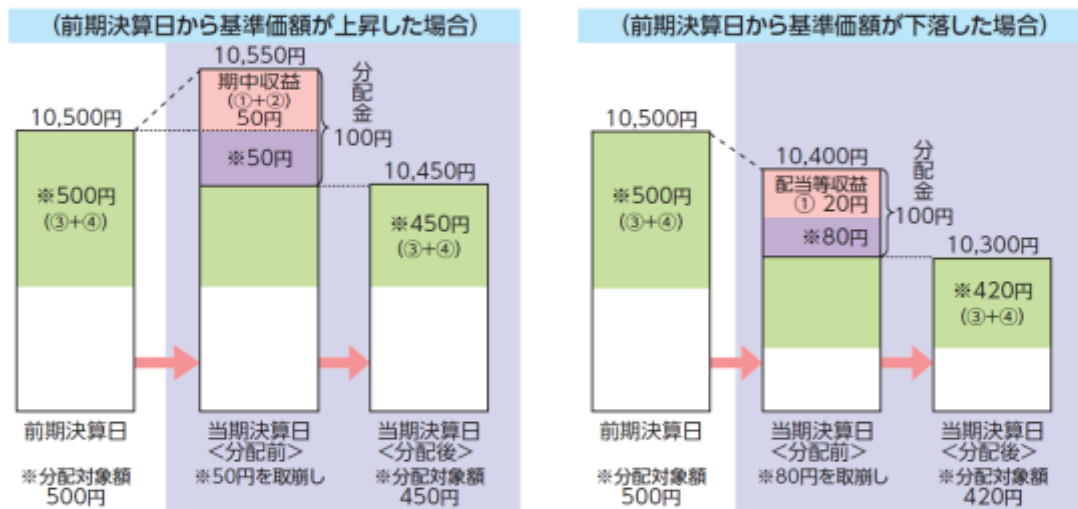 (前期決算日から基準価額が上昇した場合)
10,550円
期中収益
(①+②)
50円
分配金
100円
10,500円
※50円
10,450円
※500円
(③+④)
※450円
(③+④)
前期決算日
当期決算日
<分配前>
当期決算日
<分配後>
※分配対象額
500円
※50円を取崩し
※分配対象額
450円
(前期決算日から基準価額が下落した場合)
10,500円
10,400円
配当等収益
① 20円
分配金
100円
※500円
(③+④)
※80円
10,300円
※420円
(③+④)
前期決算日
当期決算日
<分配前>
当期決算日
<分配後>
※分配対象額
500円
※80円を取崩し
※分配対象額
420円